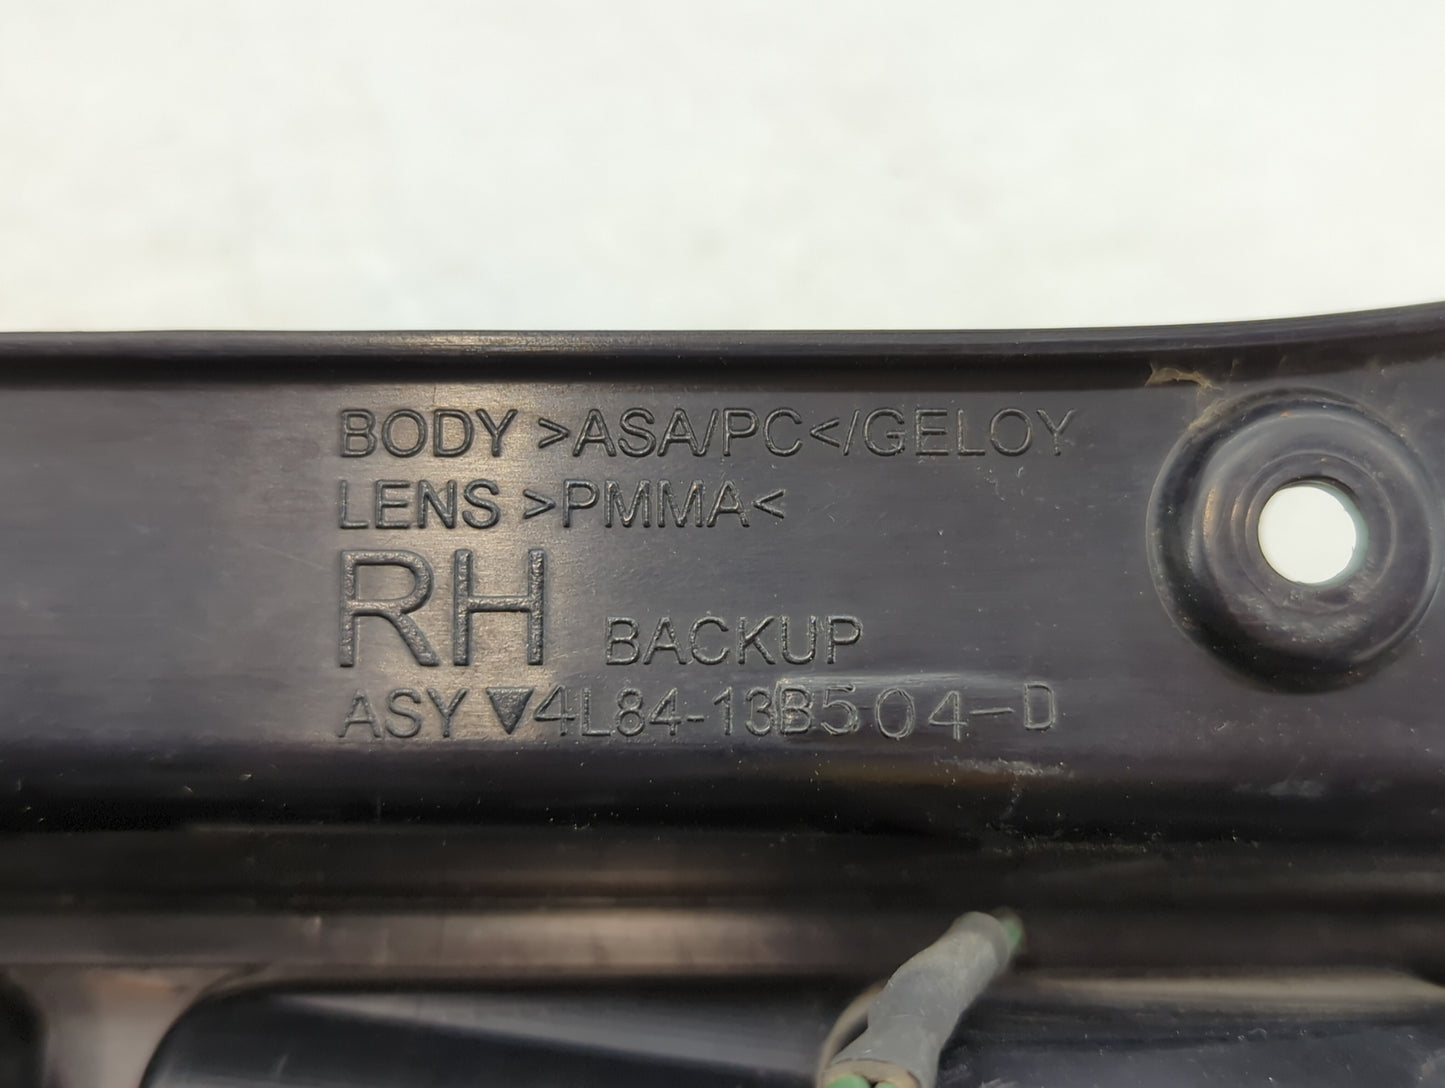 BODY >ASA/PC</GELOY
LENS >PMMA<
RH BACKUP
ASY ▼4L84-13B504-D